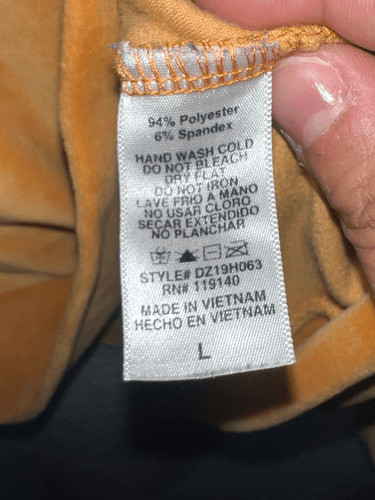 94% Polyester
6% Spandex
HAND WASH COLD
DO NOT BLEACH
DRY FLAT
DO NOT IRON
LAVE FRIO A MANO
NO USAR CLORO
SECAR EXTENDIDO
NO PLANCHAR
STYLE# DZ19H063
RN# 119140
MADE IN VIETNAM
HECHO EN VIETNAM
L